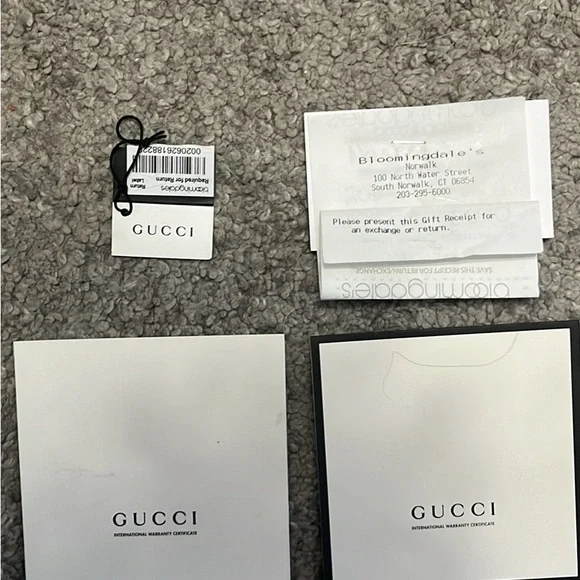 0020626188228
bloomingdale's
Required for Return
Return
Label
GUCCI
Bloomingdale's
Norwalk
100 North Water Street
South Norwalk, CT 06854
203-295-6000
Please present this Gift Receipt for
an exchange or return.
SAVE THIS RECEIPT FOR RETURN/EXCHANGE
bloomingdale's
GUCCI
INTERNATIONAL WARRANTY CERTIFICATE
GUCCI
INTERNATIONAL WARRANTY CERTIFICATE